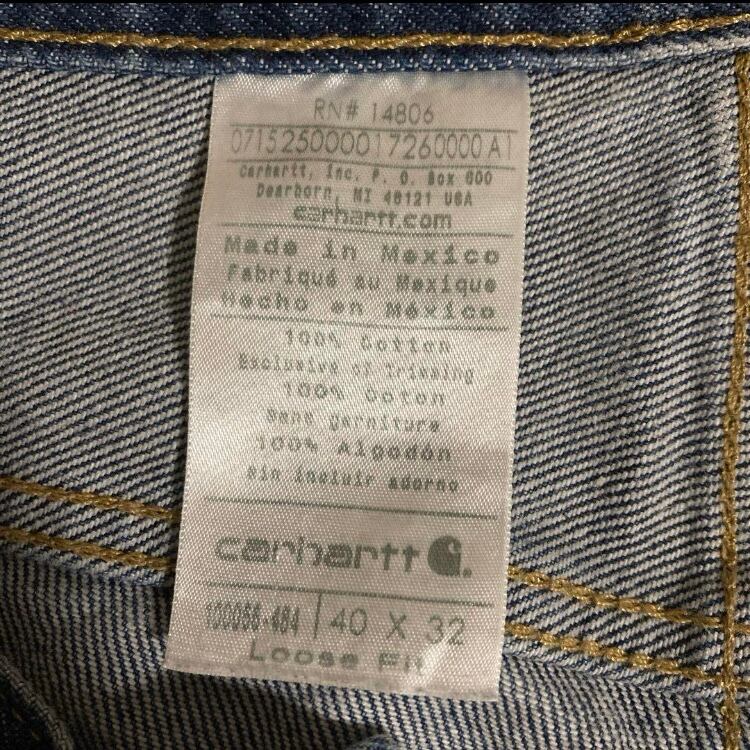 RN# 14806
0715250000017260000 A1
Carhartt, Inc. P. O. Box 600
Dearborn, MI 48121 USA
carhartt.com
Made in Mexico
Fabriqué au Mexique
Hecho en México
100% Cotton
Exclusive of Trimming
100% Coton
Sans garniture
100% Algodón
sin incluir adorno
carhartt
40 X 32
Loose Fit